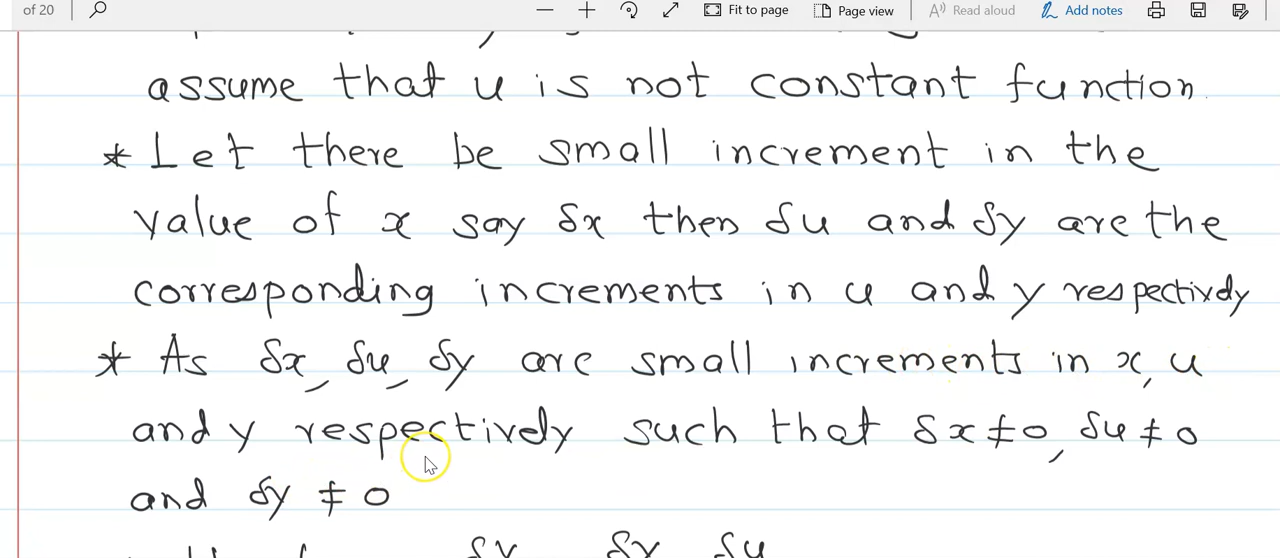 of 20 Fit to page Page view Read aloud Add notes
assume that u is not constant function.
* Let there be small increment in the
value of x say δx then δu and δy are the
corresponding increments in u and y respectively
* As δx, δu, δy are small increments in x, u
and y respectively such that δx ≠ 0, δu ≠ 0
and δy ≠ 0